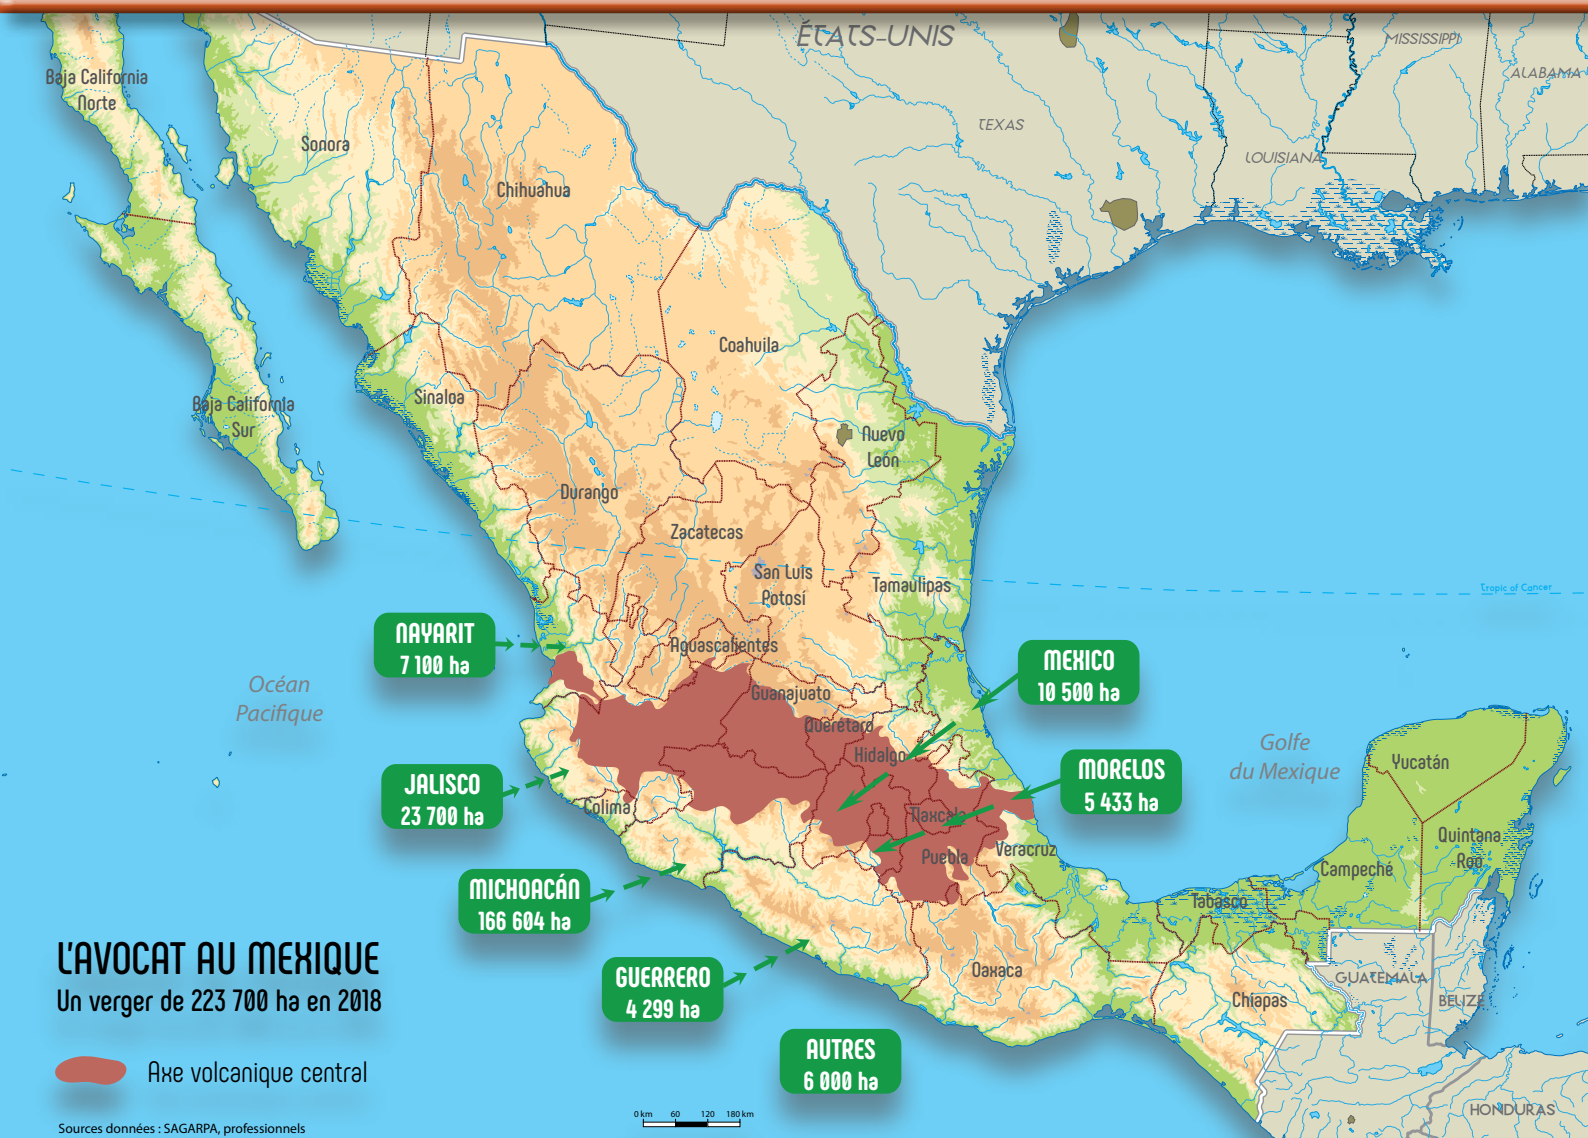 ÉTATS-UNIS
MISSISSIPPI
ALABAMA
Baja California
Norte
TEXAS
Sonora
LOUISIANA
Chihuahua
Coahuila
Sinaloa
Baja California
Sur
Nuevo
León
Durango
Zacatecas
San Luis
Potosí
Tamaulipas
Tropic of Cancer
NAYARIT
7 100 ha
Aguascalientes
MEXICO
10 500 ha
Océan
Pacifique
Guanajuato
Querétaro
Hidalgo
Golfe
du Mexique
Yucatán
JALISCO
23 700 ha
MORELOS
5 433 ha
Colima
Tlaxcala
Puebla
Veracruz
Quintana
Roo
Campeché
MICHOACÁN
166 604 ha
Tabasco
L'AVOCAT AU MEXIQUE
Un verger de 223 700 ha en 2018
GUERRERO
4 299 ha
Oaxaca
GUATEMALA
Chiapas
BELIZE
AUTRES
6 000 ha
Axe volcanique central
0 km 60 120 180 km
HONDURAS
Sources données : SAGARPA, professionnels